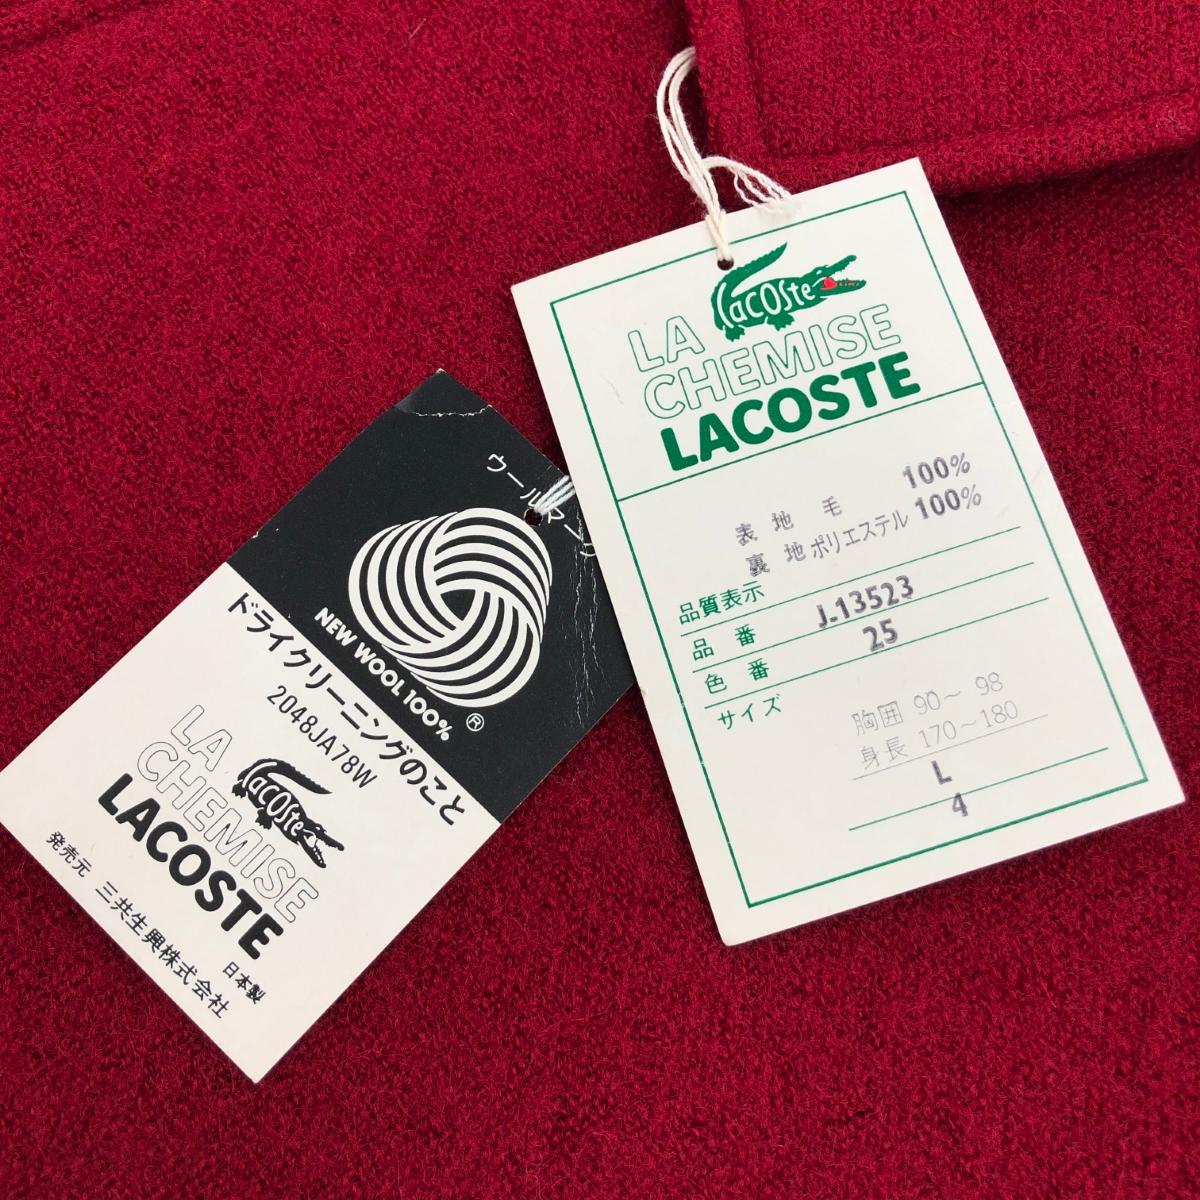 ウールマーク
NEW WOOL 100%
®
ドライクリーニングのこと
2048JA78W
Lacoste
LA
CHEMISE
LACOSTE
日本製
発売元 三共生興株式会社
Lacoste
LA
CHEMISE
LACOSTE
表地 毛 100%
裏地 ポリエステル 100%
品質表示
品番 J-13523
色番 25
サイズ
胸囲 90～98
身長 170～180
L
4